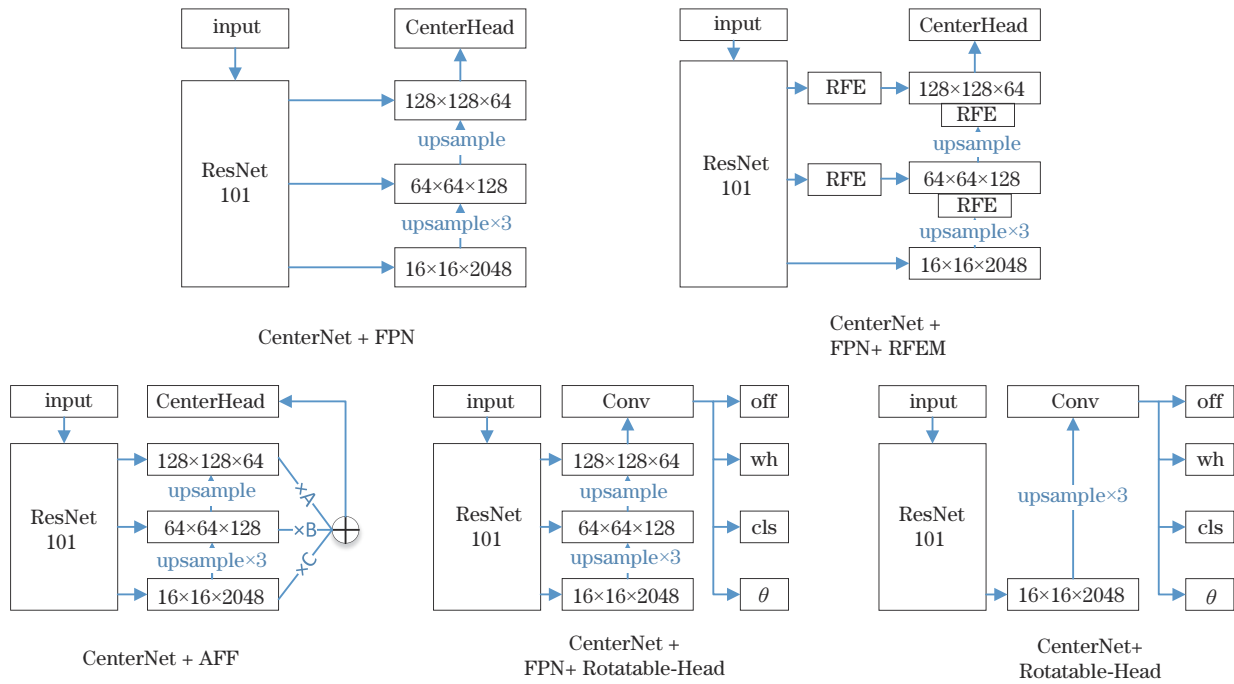 input
CenterHead
ResNet
101
128×128×64
upsample
64×64×128
upsample×3
16×16×2048
CenterNet + FPN
input
CenterHead
ResNet
101
RFE
128×128×64
RFE
upsample
RFE
64×64×128
RFE
upsample×3
16×16×2048
CenterNet +
FPN+ RFEM
input
CenterHead
ResNet
101
128×128×64
×A
upsample
64×64×128
×B
upsample×3
×C
16×16×2048
CenterNet + AFF
input
Conv
off
ResNet
101
128×128×64
wh
upsample
64×64×128
cls
upsample×3
16×16×2048
θ
CenterNet +
FPN+ Rotatable-Head
input
Conv
off
ResNet
101
wh
upsample×3
cls
16×16×2048
θ
CenterNet+
Rotatable-Head